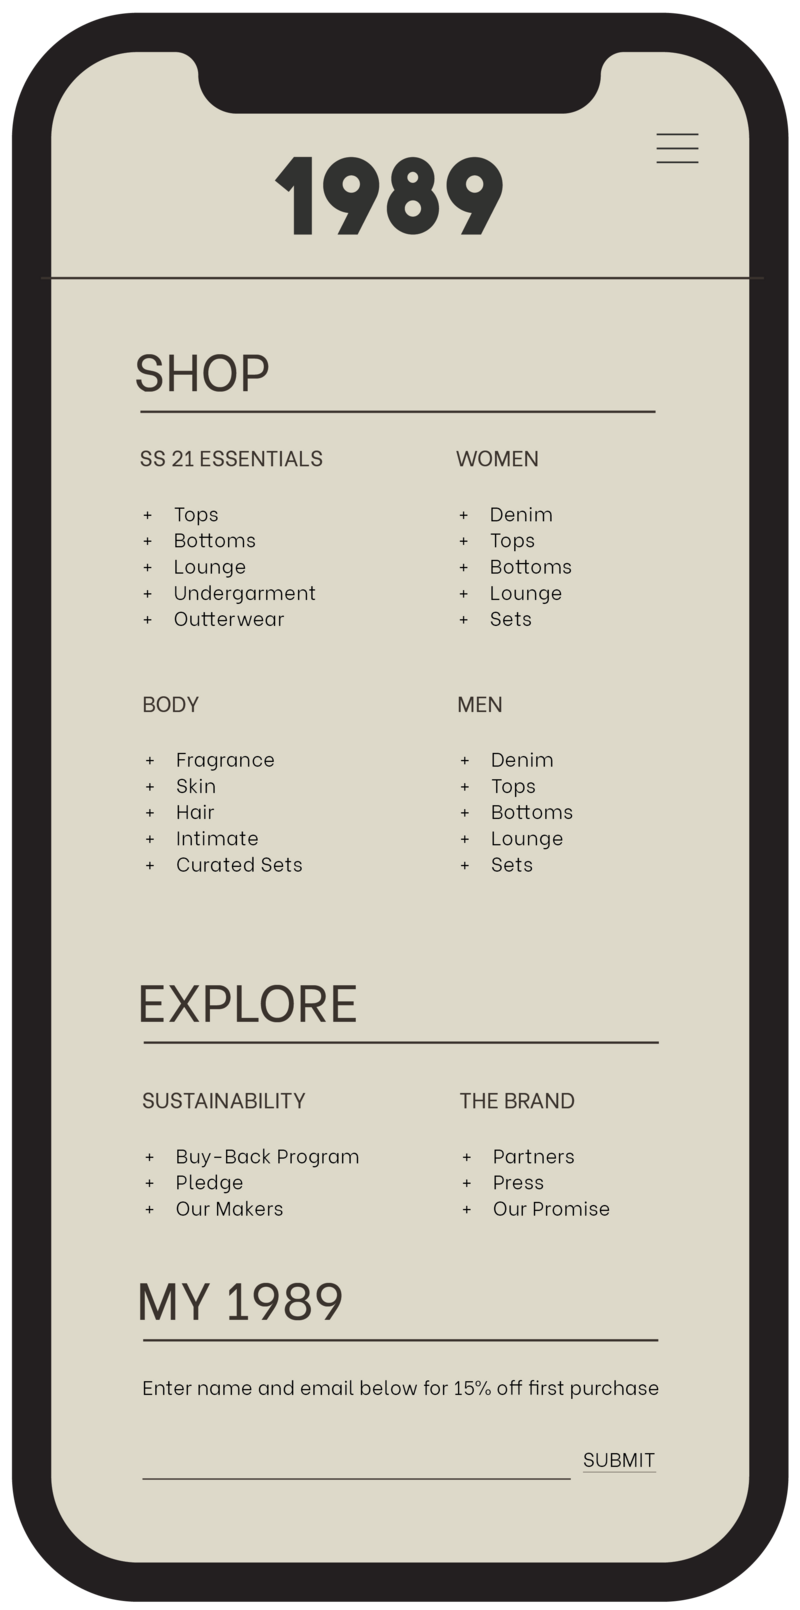 1989
SHOP
SS 21 ESSENTIALS
+ Tops
+ Bottoms
+ Lounge
+ Undergarment
+ Outterwear
WOMEN
+ Denim
+ Tops
+ Bottoms
+ Lounge
+ Sets
BODY
+ Fragrance
+ Skin
+ Hair
+ Intimate
+ Curated Sets
MEN
+ Denim
+ Tops
+ Bottoms
+ Lounge
+ Sets
EXPLORE
SUSTAINABILITY
+ Buy-Back Program
+ Pledge
+ Our Makers
THE BRAND
+ Partners
+ Press
+ Our Promise
MY 1989
Enter name and email below for 15% off first purchase
SUBMIT